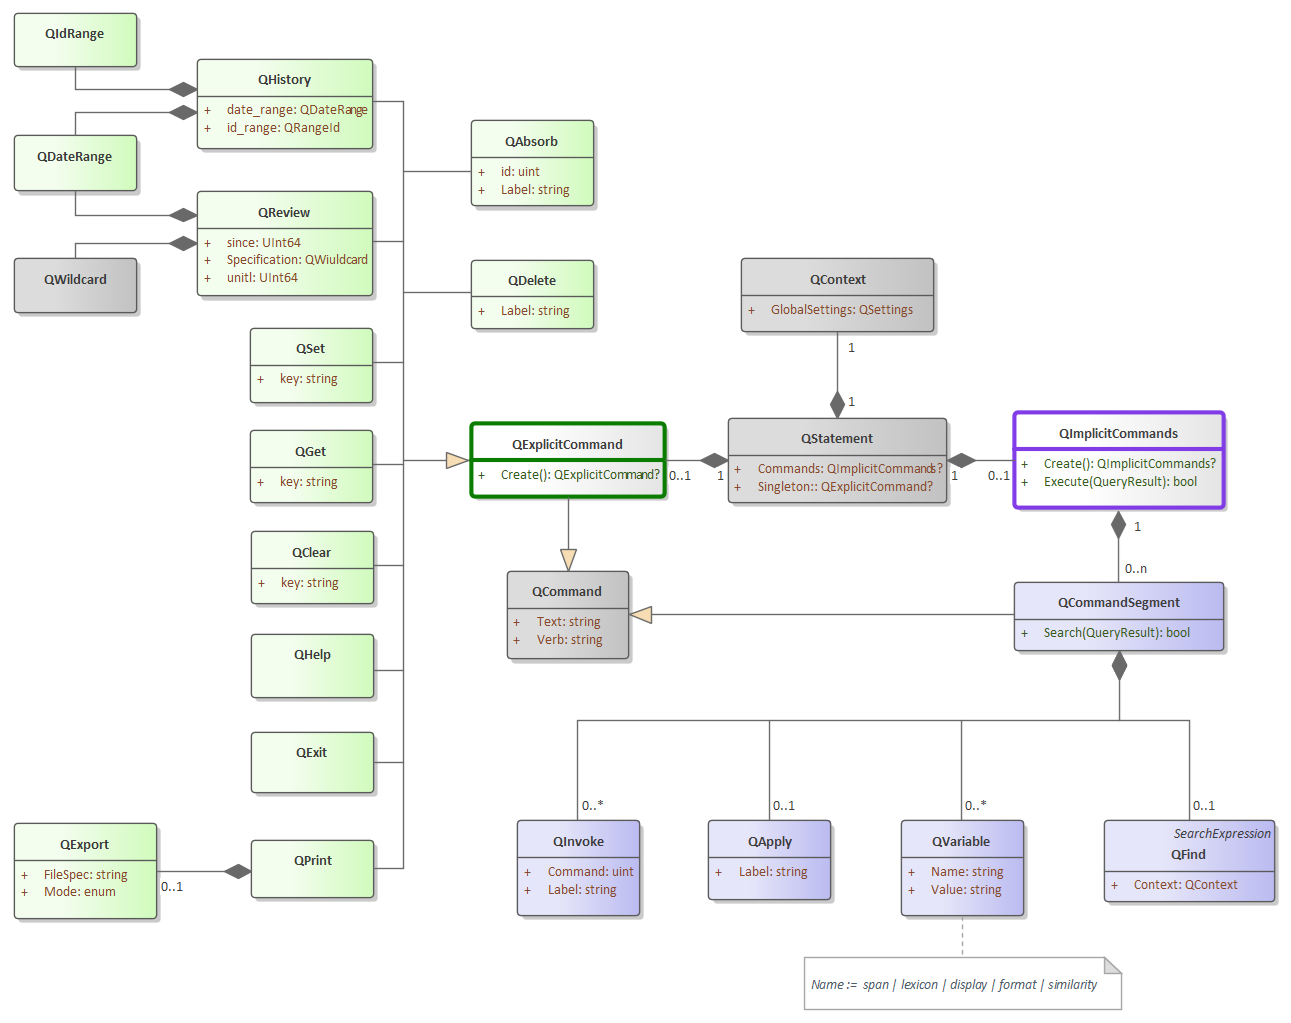 QIdRange
QHistory
+ date_range: QDateRange
+ id_range: QRangeId
QDateRange
QAbsorb
+ id: uint
+ Label: string
QReview
+ since: UInt64
+ Specification: QWiuldcard
+ unitl: UInt64
QWildcard
QDelete
+ Label: string
QContext
+ GlobalSettings: QSettings
1
1
QSet
+ key: string
QGet
+ key: string
QExplicitCommand
+ Create(): QExplicitCommand?
0..1
1
QStatement
+ Commands: QImplicitCommands?
+ Singleton:: QExplicitCommand?
1
0..1
QImplicitCommands
+ Create(): QImplicitCommands?
+ Execute(QueryResult): bool
1
0..n
QClear
+ key: string
QCommand
+ Text: string
+ Verb: string
QCommandSegment
+ Search(QueryResult): bool
QHelp
QExit
QExport
+ FileSpec: string
+ Mode: enum
0..1
QPrint
0..*
0..1
0..*
0..1
QInvoke
+ Command: uint
+ Label: string
QApply
+ Label: string
QVariable
+ Name: string
+ Value: string
SearchExpression
QFind
+ Context: QContext
Name := span | lexicon | display | format | similarity